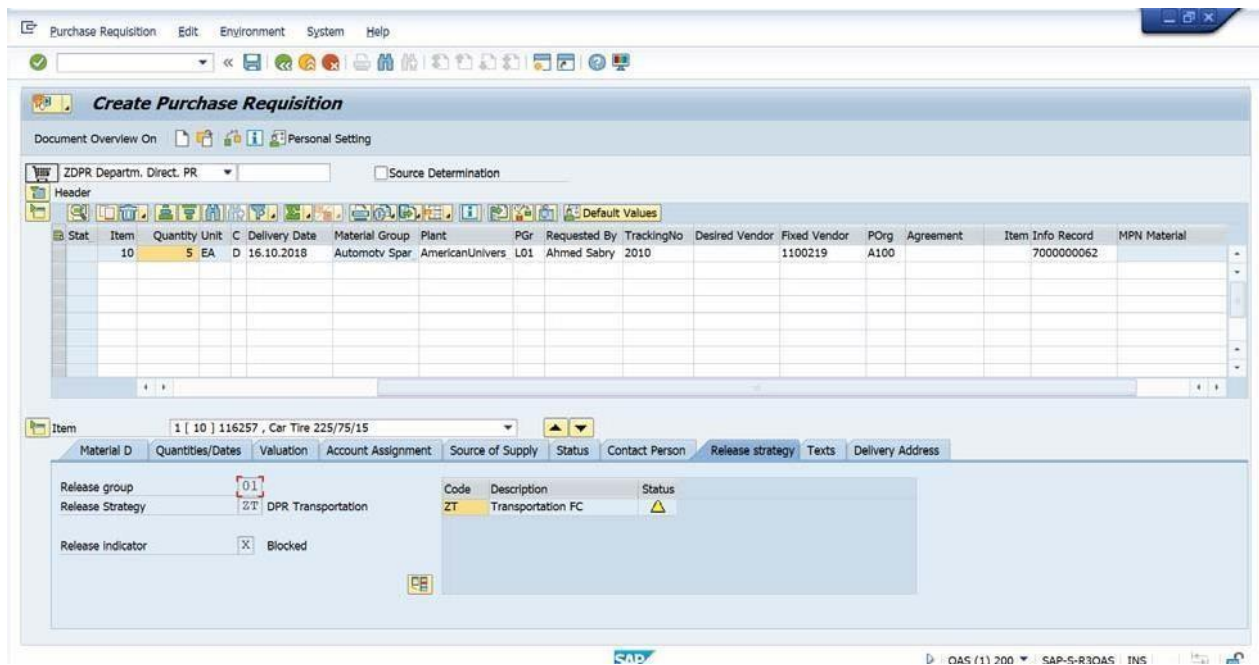 Purchase Requisition Edit Environment System Help
Create Purchase Requisition
Document Overview On Personal Setting
ZDPR Departm. Direct. PR Source Determination
Header
Default Values
Stat Item Quantity Unit C Delivery Date Material Group Plant PGr Requested By TrackingNo Desired Vendor Fixed Vendor POrg Agreement Item Info Record MPN Material
10 5 EA D 16.10.2018 Automotv Spar AmericanUnivers L01 Ahmed Sabry 2010 1100219 A100 7000000062
Item 1 [ 10 ] 116257 , Car Tire 225/75/15
Material D Quantities/Dates Valuation Account Assignment Source of Supply Status Contact Person Release strategy Texts Delivery Address
Release group 01 Code Description Status
Release Strategy ZT DPR Transportation ZT Transportation FC
Release indicator X Blocked
SAP OAS (1) 200 SAP-S-R3OAS INS